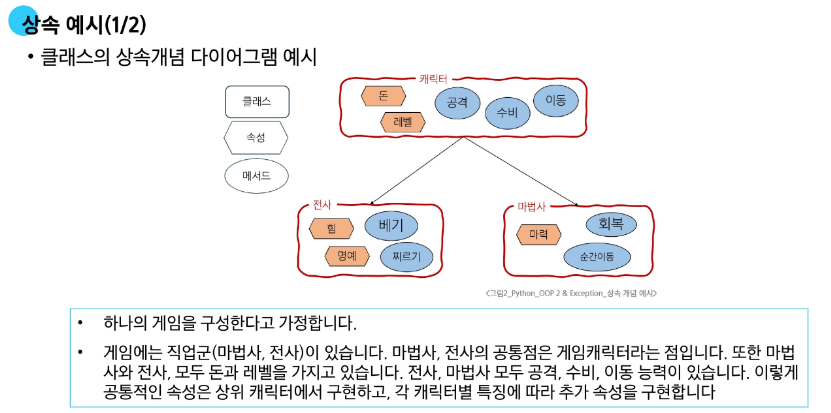 상속 예시(1/2)
• 클래스의 상속개념 다이어그램 예시
클래스
속성
메서드
캐릭터
돈
레벨
공격
수비
이동
전사
힘
명예
베기
찌르기
마법사
마력
회복
순간이동
<그림2_Python_OOP 2 & Exception_상속 개념 예시>
• 하나의 게임을 구성한다고 가정합니다.
• 게임에는 직업군(마법사, 전사)이 있습니다. 마법사, 전사의 공통점은 게임캐릭터라는 점입니다. 또한 마법
사와 전사, 모두 돈과 레벨을 가지고 있습니다. 전사, 마법사 모두 공격, 수비, 이동 능력이 있습니다. 이렇게
공통적인 속성은 상위 캐릭터에서 구현하고, 각 캐릭터별 특징에 따라 추가 속성을 구현합니다